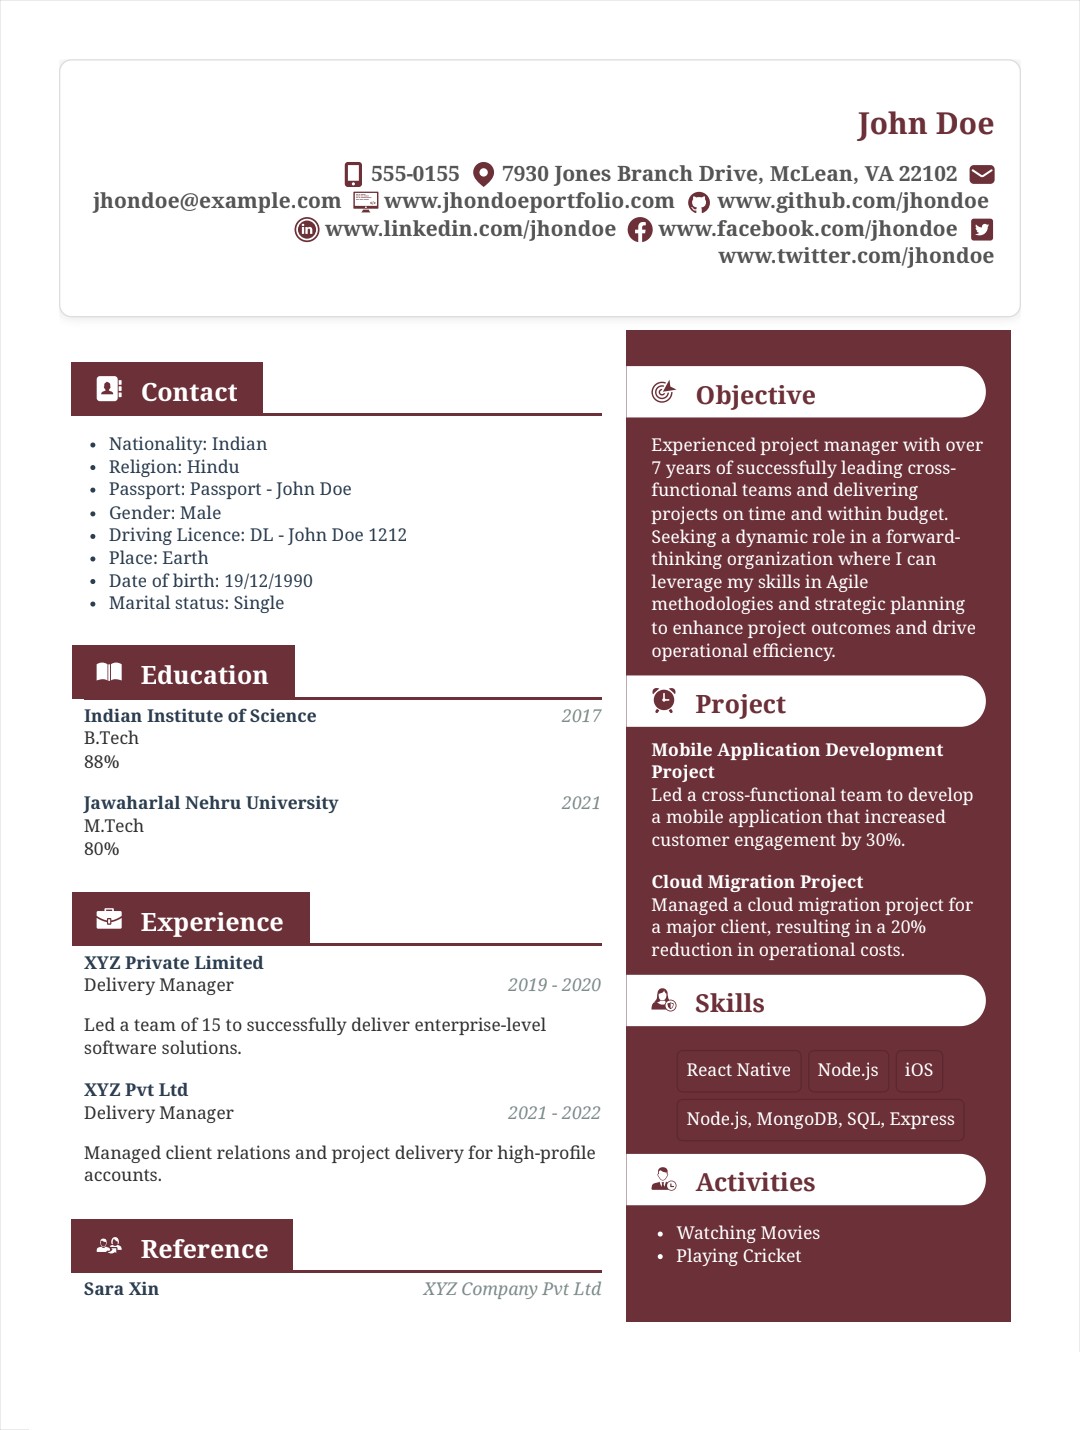 John Doe
555-0155 7930 Jones Branch Drive, McLean, VA 22102
jhondoe@example.com www.jhondoeportfolio.com www.github.com/jhondoe
www.linkedin.com/jhondoe www.facebook.com/jhondoe
www.twitter.com/jhondoe
Contact
• Nationality: Indian
• Religion: Hindu
• Passport: Passport - John Doe
• Gender: Male
• Driving Licence: DL - John Doe 1212
• Place: Earth
• Date of birth: 19/12/1990
• Marital status: Single
Education
Indian Institute of Science 2017
B.Tech
88%
Jawaharlal Nehru University 2021
M.Tech
80%
Experience
XYZ Private Limited
Delivery Manager 2019 - 2020
Led a team of 15 to successfully deliver enterprise-level
software solutions.
XYZ Pvt Ltd
Delivery Manager 2021 - 2022
Managed client relations and project delivery for high-profile
accounts.
Reference
Sara Xin XYZ Company Pvt Ltd
Objective
Experienced project manager with over
7 years of successfully leading cross-
functional teams and delivering
projects on time and within budget.
Seeking a dynamic role in a forward-
thinking organization where I can
leverage my skills in Agile
methodologies and strategic planning
to enhance project outcomes and drive
operational efficiency.
Project
Mobile Application Development
Project
Led a cross-functional team to develop
a mobile application that increased
customer engagement by 30%.
Cloud Migration Project
Managed a cloud migration project for
a major client, resulting in a 20%
reduction in operational costs.
Skills
React Native Node.js iOS
Node.js, MongoDB, SQL, Express
Activities
• Watching Movies
• Playing Cricket